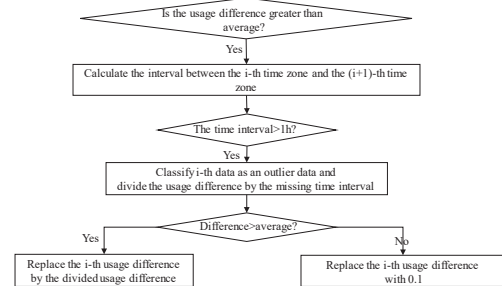 Is the usage difference greater than
average?
Yes
Calculate the interval between the i-th time zone and the (i+1)-th time
zone
The time interval>1h?
Yes
Classify i-th data as an outlier data and
divide the usage difference by the missing time interval
Difference>average?
Yes
No
Replace the i-th usage difference
by the divided usage difference
Replace the i-th usage difference
with 0.1